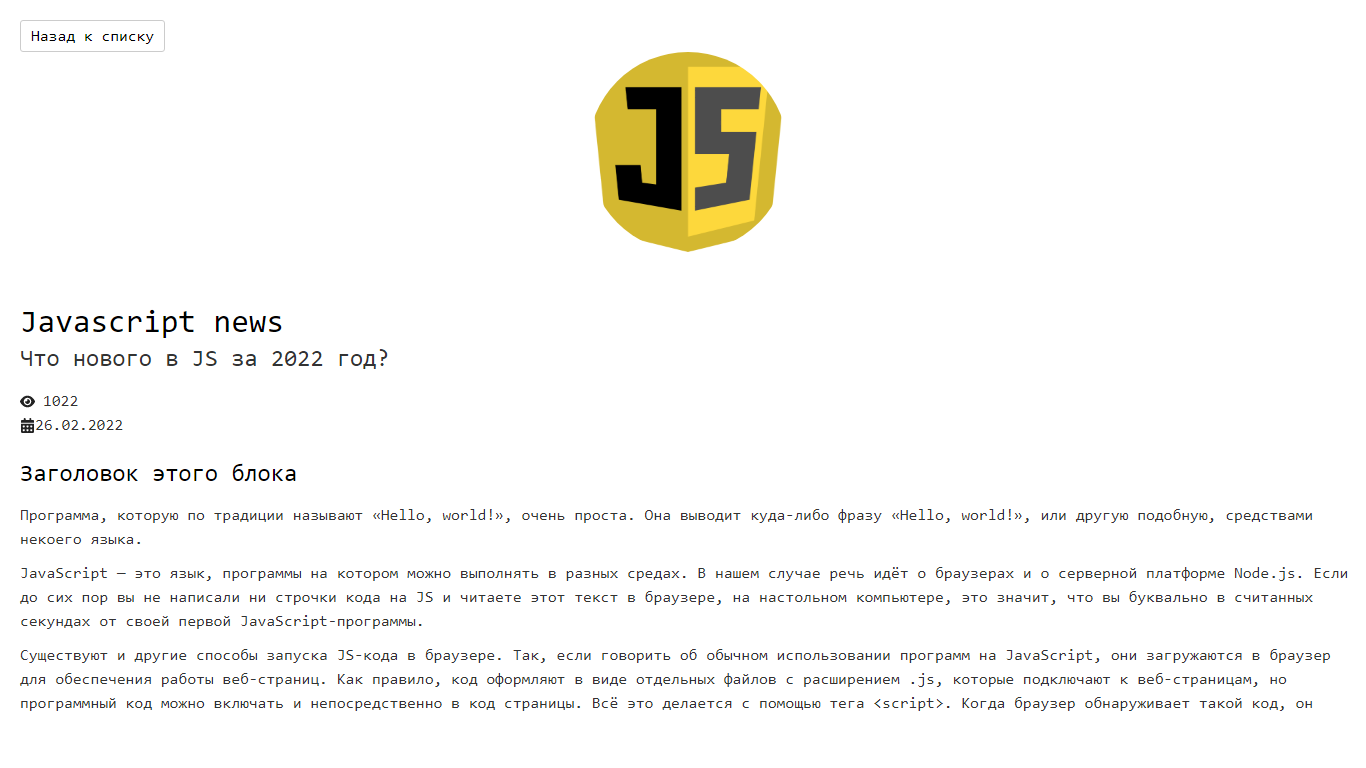 Назад к списку
JS
Javascript news
Что нового в JS за 2022 год?
1022
26.02.2022
Заголовок этого блока
Программа, которую по традиции называют «Hello, world!», очень проста. Она выводит куда-либо фразу «Hello, world!», или другую подобную, средствами
некоего языка.
JavaScript — это язык, программы на котором можно выполнять в разных средах. В нашем случае речь идёт о браузерах и о серверной платформе Node.js. Если
до сих пор вы не написали ни строчки кода на JS и читаете этот текст в браузере, на настольном компьютере, это значит, что вы буквально в считанных
секундах от своей первой JavaScript-программы.
Существуют и другие способы запуска JS-кода в браузере. Так, если говорить об обычном использовании программ на JavaScript, они загружаются в браузер
для обеспечения работы веб-страниц. Как правило, код оформляют в виде отдельных файлов с расширением .js, которые подключают к веб-страницам, но
программный код можно включать и непосредственно в код страницы. Всё это делается с помощью тега <script>. Когда браузер обнаруживает такой код, он